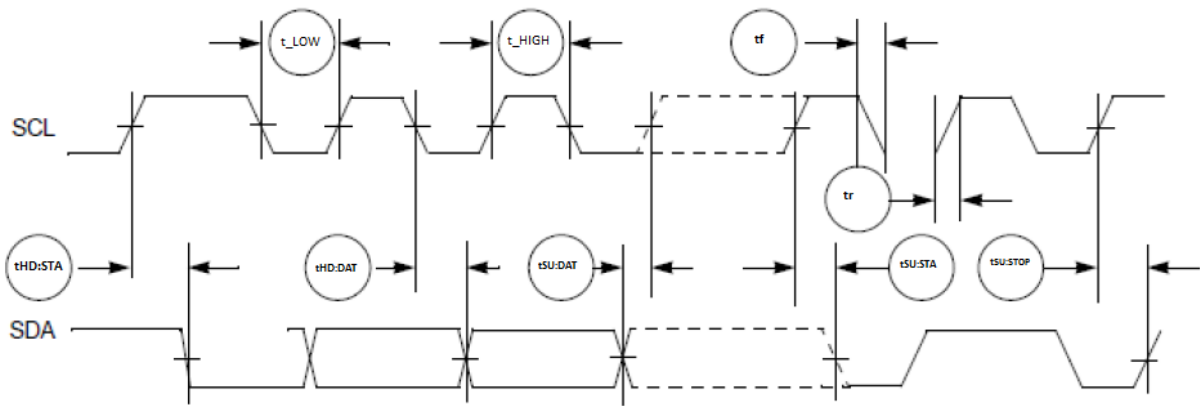 t_LOW
t_HIGH
tf
SCL
tr
tHD:STA
tHD:DAT
tSU:DAT
tSU:STA
tSU:STOP
SDA